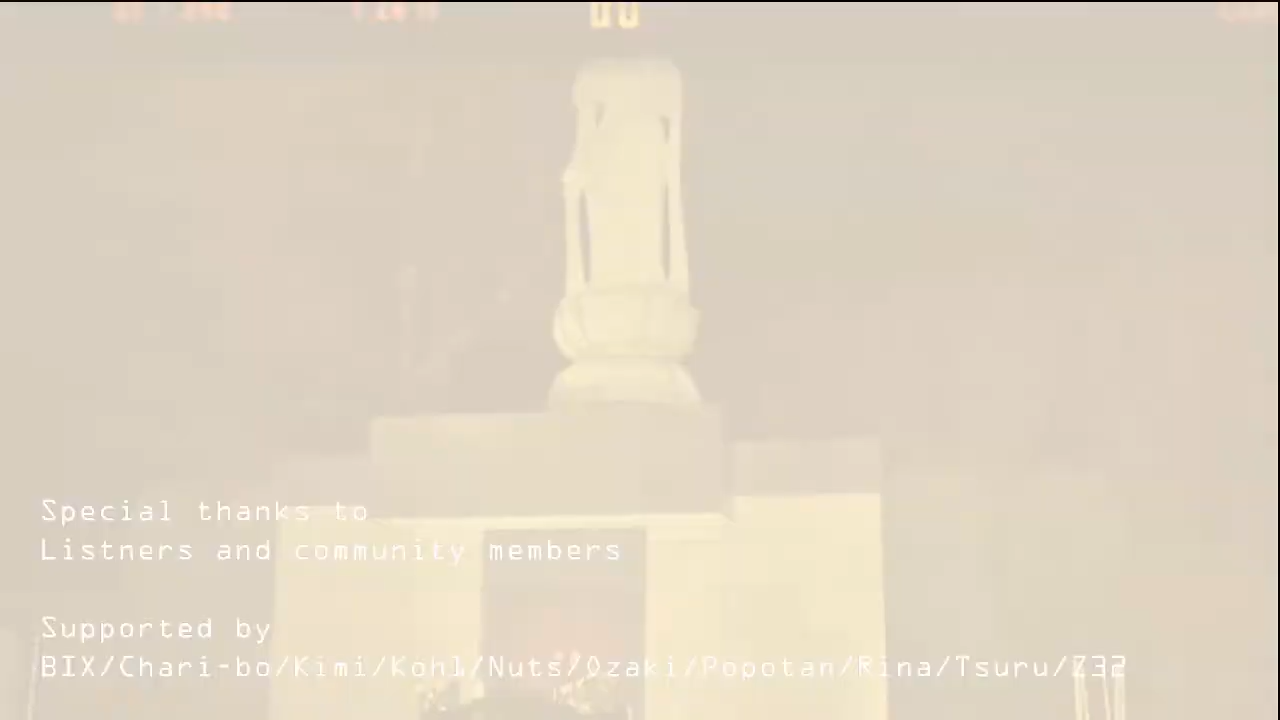 Special thanks to
Listners and community members
Supported by
BIX/Chari-bo/Kimi/Kohl/Nuts/Ozaki/Popotan/Rina/Tsuru/Z32